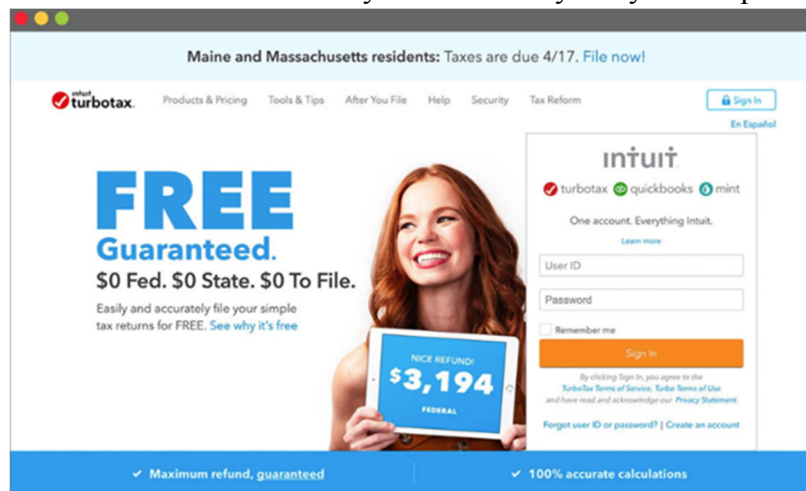 Maine and Massachusetts residents: Taxes are due 4/17. File now!
intuit
turbotax.
Products & Pricing Tools & Tips After You File Help Security Tax Reform
Sign In
En Español
FREE
Guaranteed.
$0 Fed. $0 State. $0 To File.
Easily and accurately file your simple
tax returns for FREE. See why it's free
NICE REFUND!
$3,194
FEDERAL
intuit
turbotax quickbooks mint
One account. Everything Intuit.
Learn more
User ID
Password
Remember me
Sign In
By clicking Sign In, you agree to the
TurboTax Terms of Service, Turbo Terms of Use
and have read and acknowledge our Privacy Statement.
Forgot user ID or password? | Create an account
Maximum refund, guaranteed
100% accurate calculations